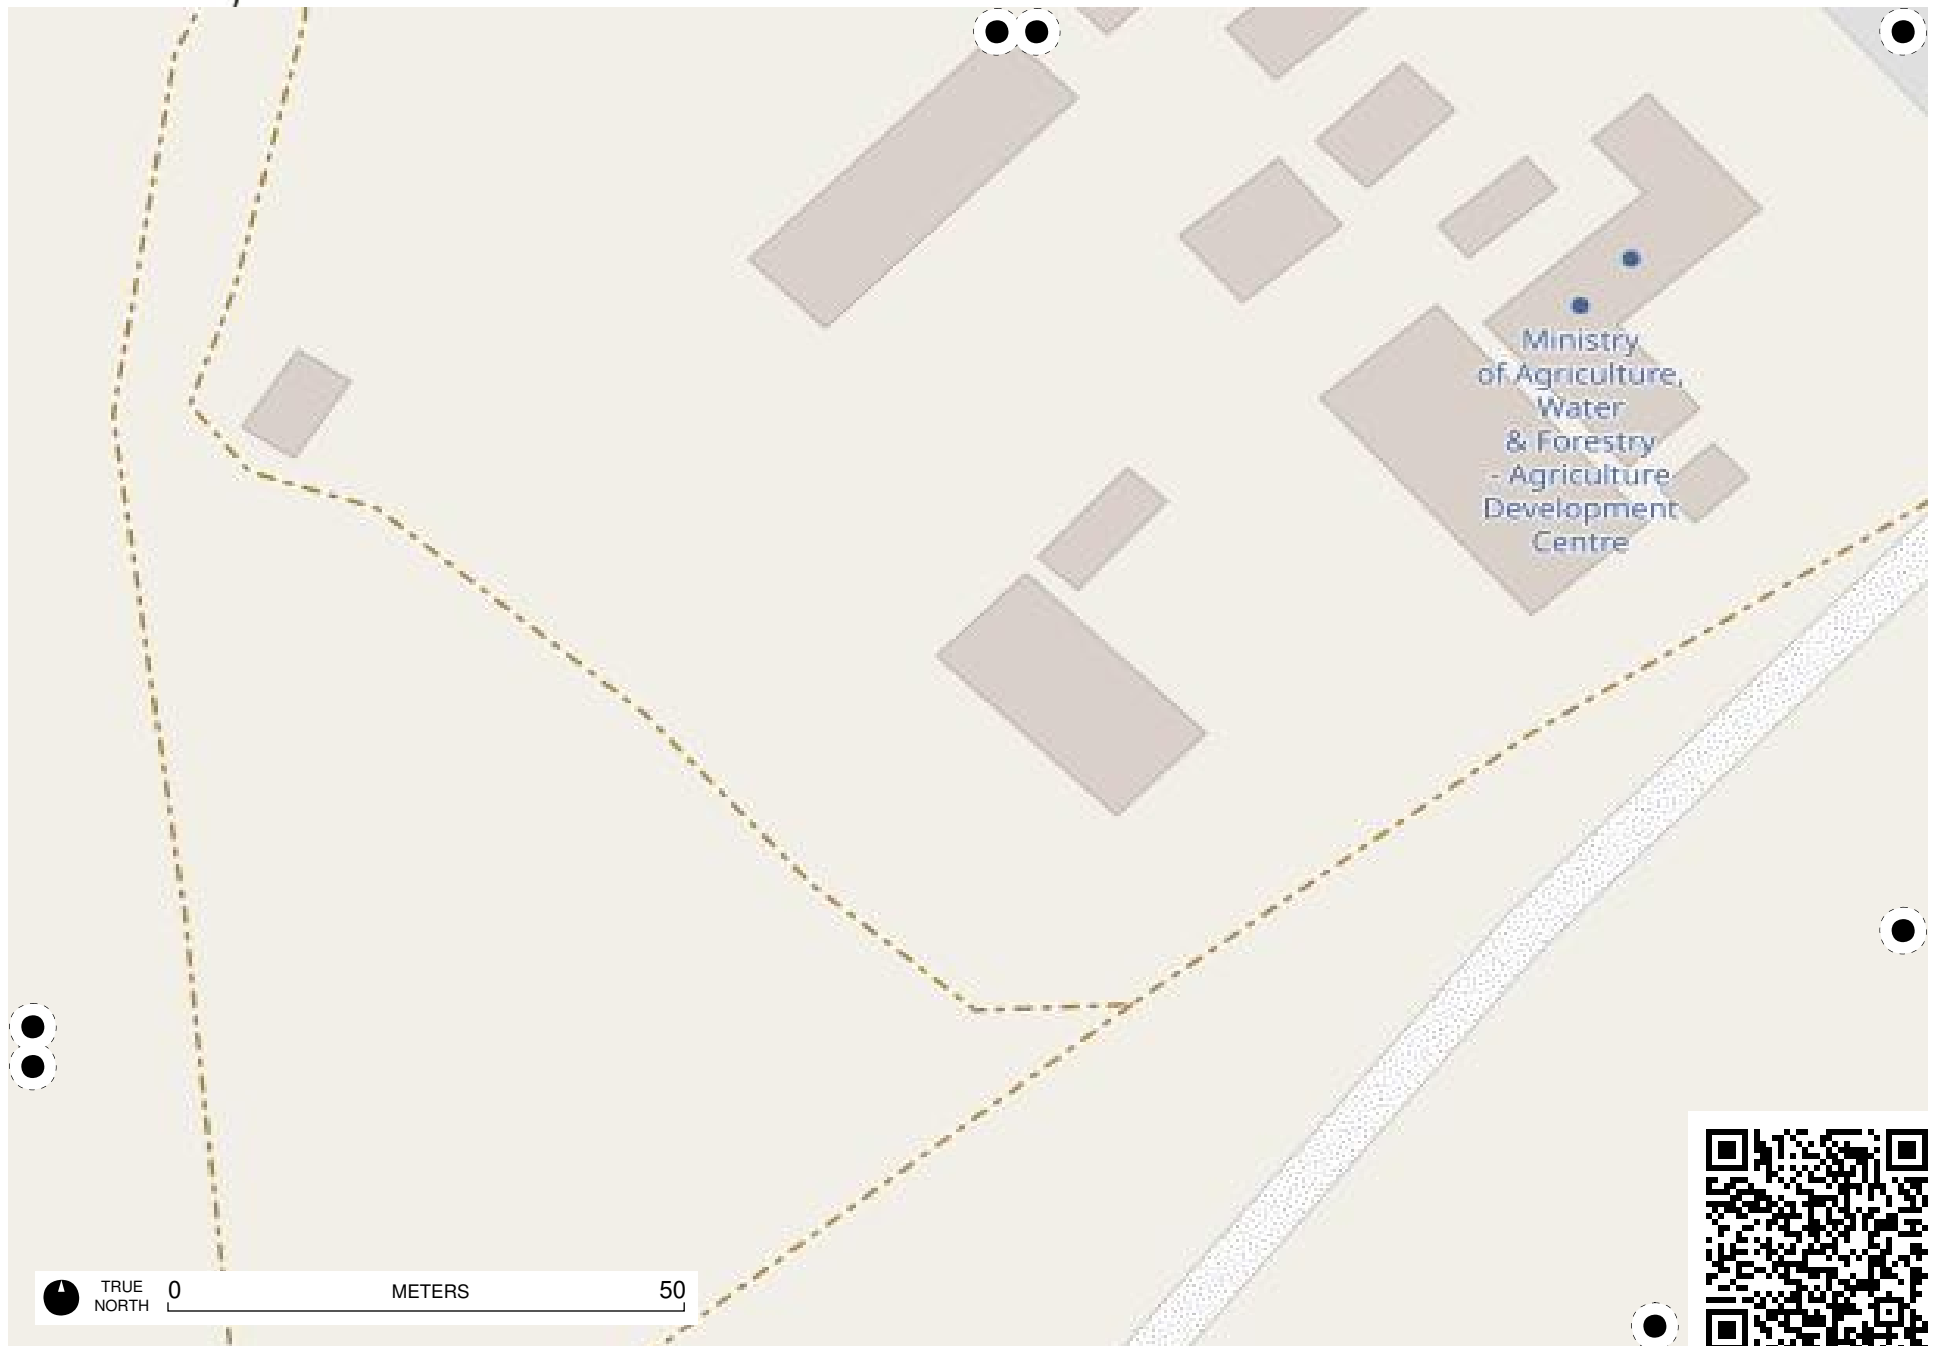 Ministry
of Agriculture,
Water
& Forestry
- Agriculture
Development
Centre
TRUE
NORTH
0 METERS 50